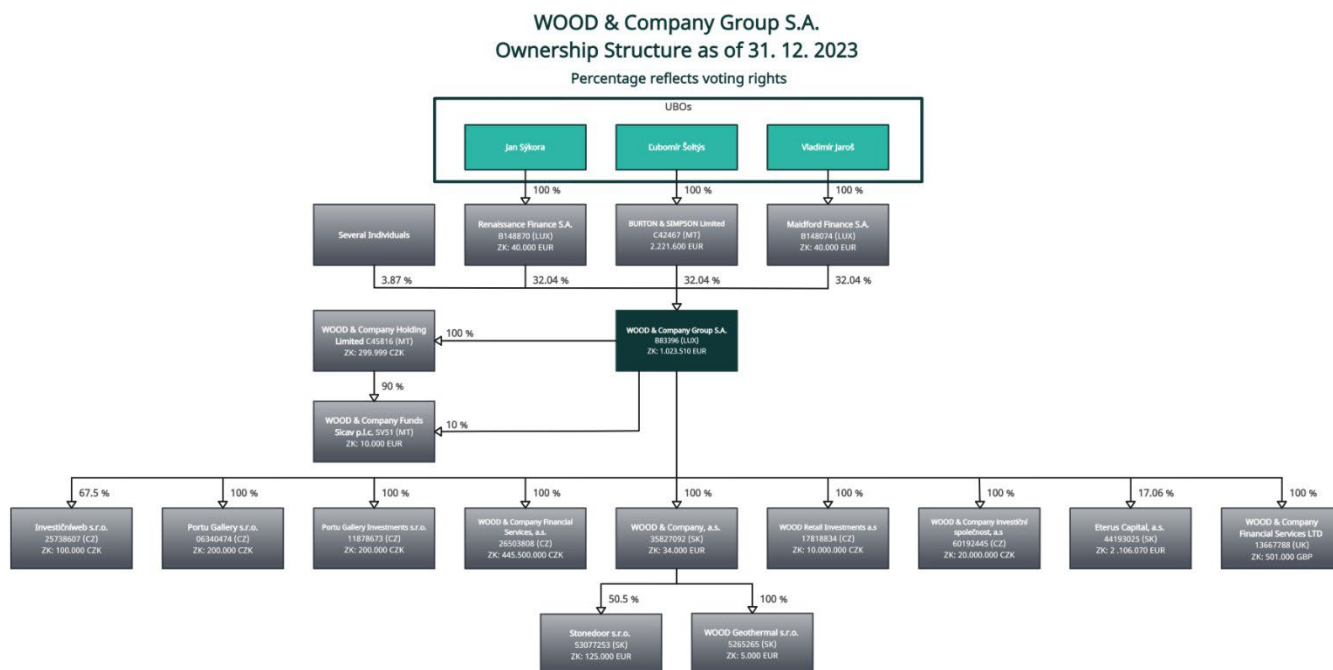 WOOD & Company Group S.A.
Ownership Structure as of 31. 12. 2023
Percentage reflects voting rights
UBOs
Jan Sýkora
Ľubomír Šoltýs
Vladimír Jaroš
100 %
100 %
100 %
Several Individuals
Renaissance Finance S.A.
B148870 (LUX)
ZK: 40.000 EUR
BURTON & SIMPSON Limited
C42467 (MT)
2.221.600 EUR
Maidford Finance S.A.
B148074 (LUX)
ZK: 40.000 EUR
3.87 %
32.04 %
32.04 %
32.04 %
WOOD & Company Holding
Limited C45816 (MT)
ZK: 299.999 CZK
100 %
WOOD & Company Group S.A.
B83396 (LUX)
ZK: 1.023.510 EUR
90 %
WOOD & Company Funds
Sicav p.l.c. SV51 (MT)
ZK: 10.000 EUR
10 %
67.5 %
100 %
100 %
100 %
100 %
100 %
100 %
17.06 %
100 %
Investičníweb s.r.o.
25738607 (CZ)
ZK: 100.000 CZK
Portu Gallery s.r.o.
06340474 (CZ)
ZK: 200.000 CZK
Portu Gallery Investments s.r.o.
11878673 (CZ)
ZK: 200.000 CZK
WOOD & Company Financial
Services, a.s.
26503808 (CZ)
ZK: 445.500.000 CZK
WOOD & Company, a.s.
35827092 (SK)
ZK: 34.000 EUR
WOOD Retail Investments a.s
17818834 (CZ)
ZK: 10.000.000 CZK
WOOD & Company investiční
společnost, a.s
60192445 (CZ)
ZK: 20.000.000 CZK
Eterus Capital, a.s.
44193025 (SK)
ZK: 2 .106.070 EUR
WOOD & Company
Financial Services LTD
13667788 (UK)
ZK: 501.000 GBP
50.5 %
100 %
Stonedoor s.r.o.
53077253 (SK)
ZK: 125.000 EUR
WOOD Geothermal s.r.o.
5265265 (SK)
ZK: 5.000 EUR